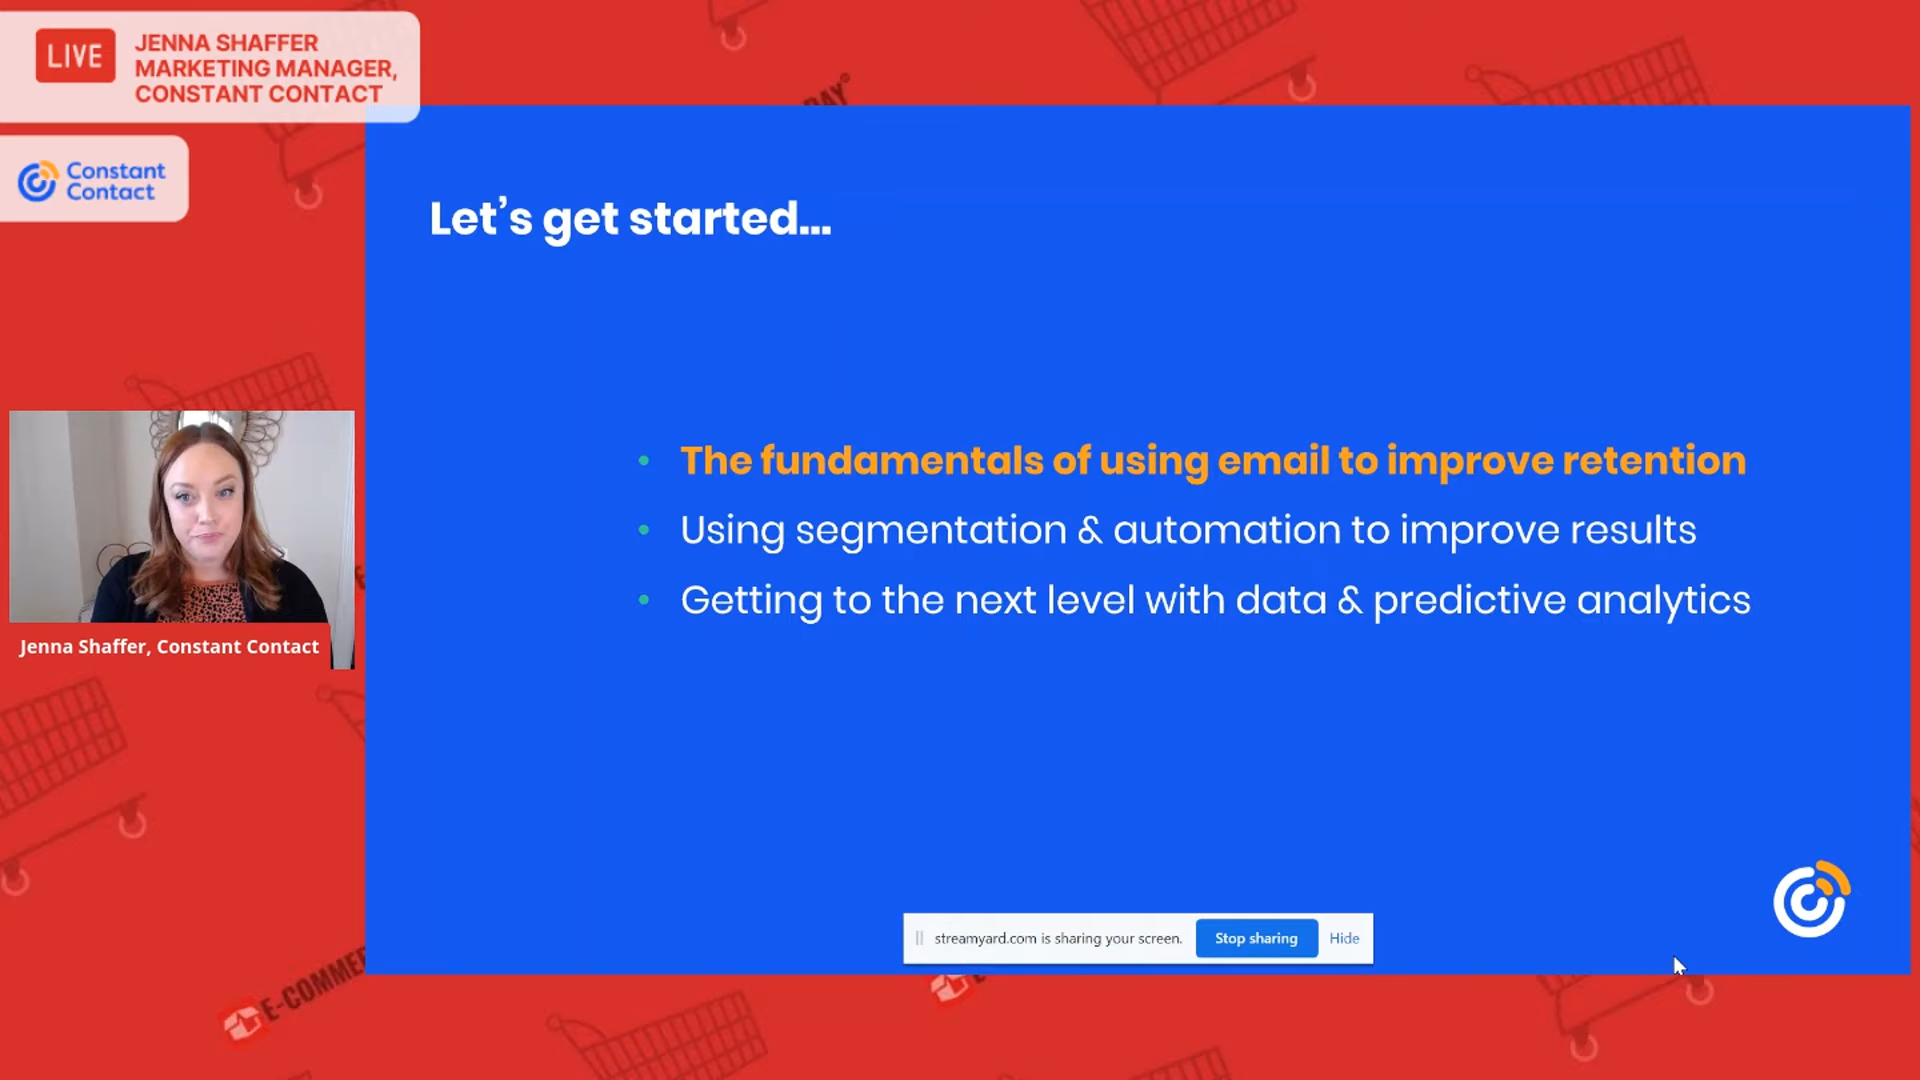 LIVE
JENNA SHAFFER
MARKETING MANAGER,
CONSTANT CONTACT
Constant
Contact
Let's get started...
• The fundamentals of using email to improve retention
• Using segmentation & automation to improve results
• Getting to the next level with data & predictive analytics
Jenna Shaffer, Constant Contact
streamyard.com is sharing your screen. Stop sharing Hide